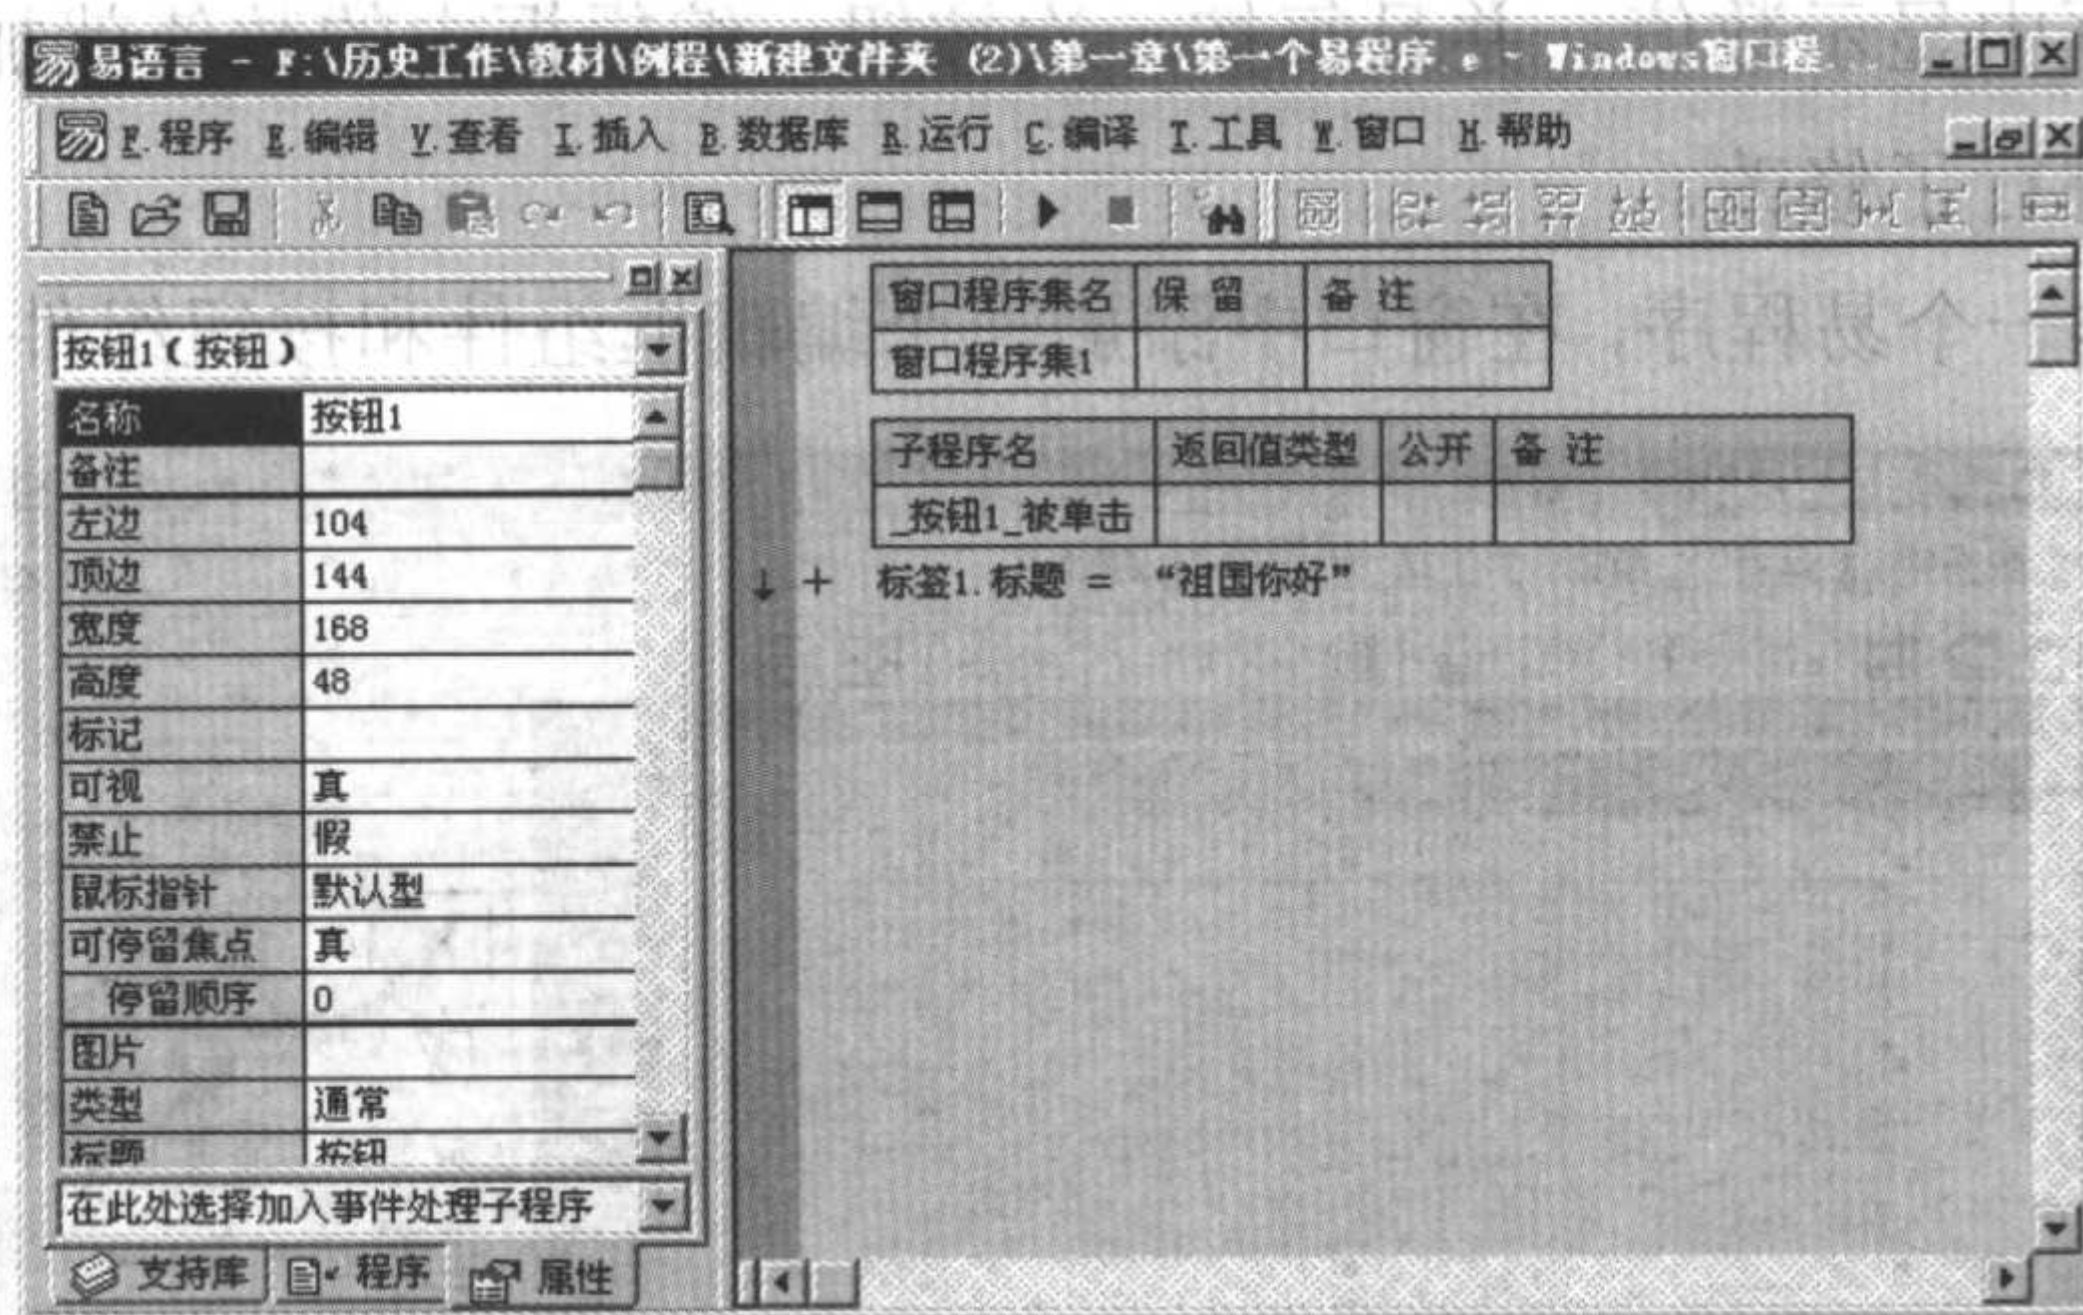 易语言 - F:\历史工作\教材\例程\新建文件夹 (2)\第一章\第一个易程序.e - Windows窗口程...
F.程序 E.编辑 V.查看 I.插入 B.数据库 R.运行 C.编译 T.工具 W.窗口 H.帮助
按钮1(按钮)
名称 按钮1
备注
左边 104
顶边 144
宽度 168
高度 48
标记
可视 真
禁止 假
鼠标指针 默认型
可停留焦点 真
停留顺序 0
图片
类型 通常
标题 按钮
在此处选择加入事件处理子程序
支持库 程序 属性
窗口程序集名 保 留 备 注
窗口程序集1
子程序名 返回值类型 公开 备 注
_按钮1_被单击
↓ + 标签1.标题 = “祖国你好”